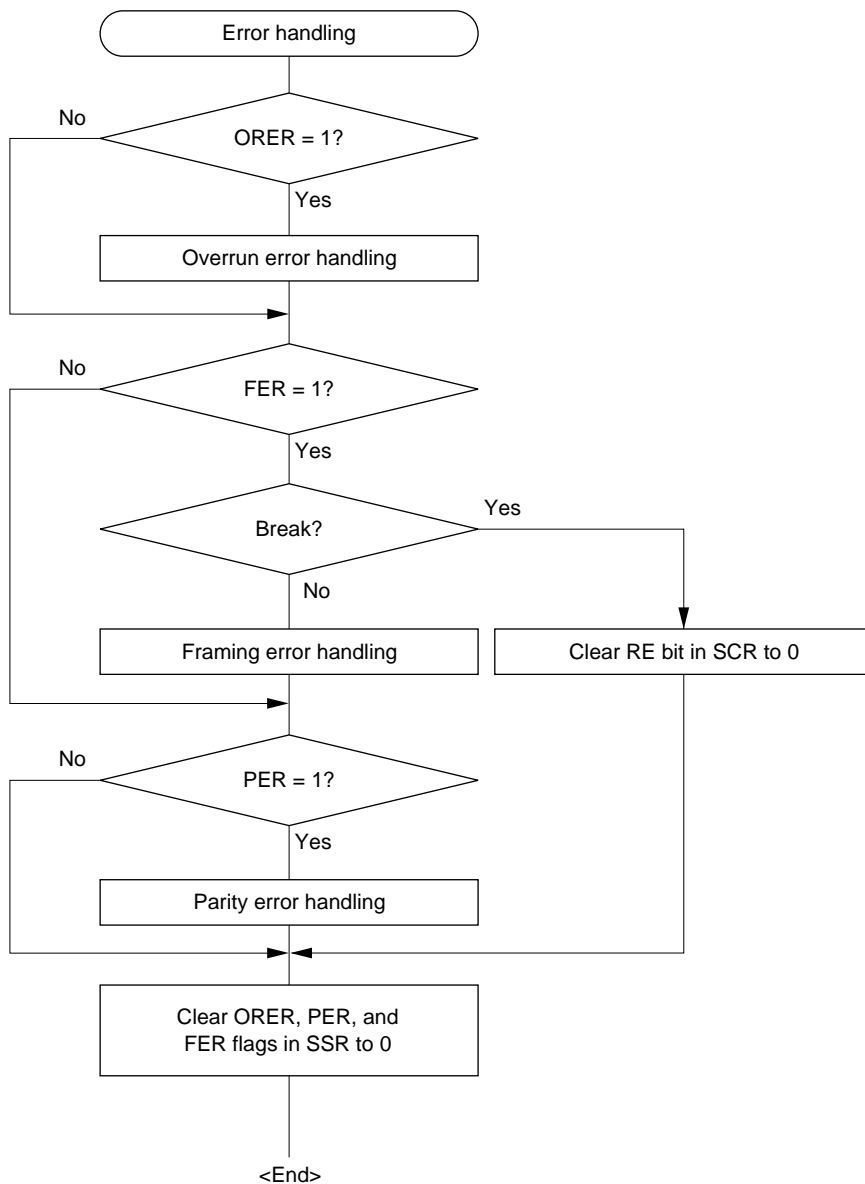 Error handling
No
ORER = 1?
Yes
Overrun error handling
No
FER = 1?
Yes
Break?
Yes
No
Framing error handling
Clear RE bit in SCR to 0
No
PER = 1?
Yes
Parity error handling
Clear ORER, PER, and
FER flags in SSR to 0
<End>